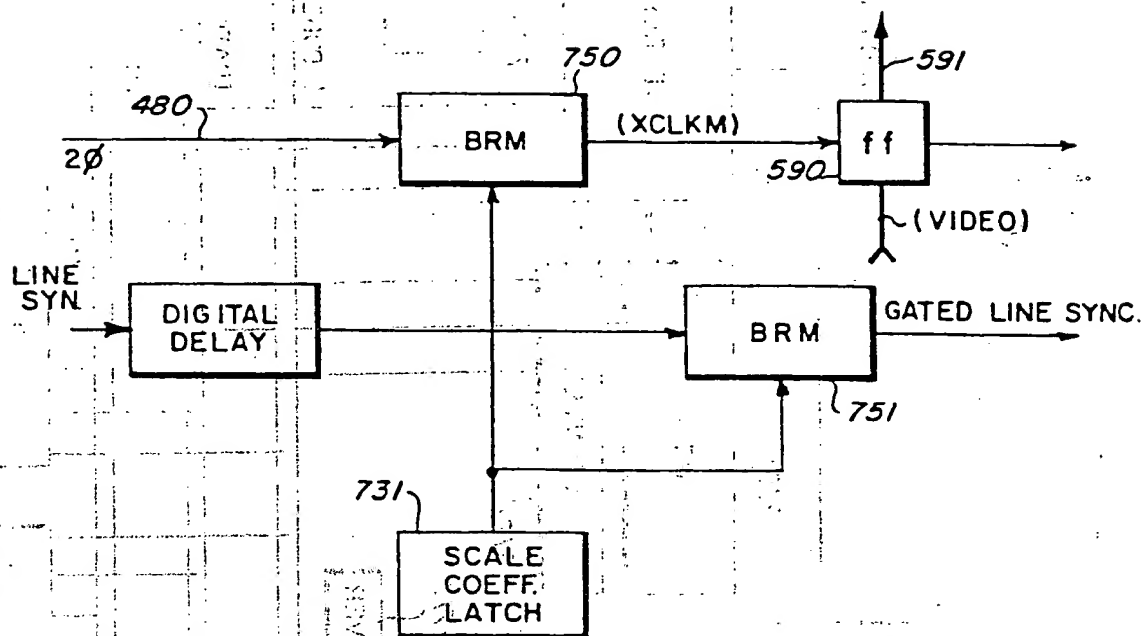 750
591
480
BRM
(XCLKM)
ff
2ø
590
(VIDEO)
LINE
SYN.
DIGITAL
DELAY
BRM
GATED LINE SYNC.
751
731
SCALE
COEFF.
LATCH